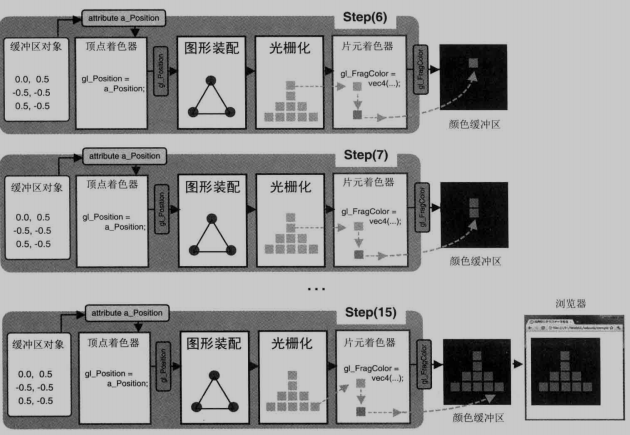 Step(6)
attribute a_Position
缓冲区对象
0.0, 0.5
-0.5, -0.5
0.5, -0.5
顶点着色器
gl_Position =
a_Position;
gl_Position
图形装配
光栅化
片元着色器
gl_FragColor =
vec4(...);
gl_FragColor
颜色缓冲区
Step(7)
attribute a_Position
缓冲区对象
0.0, 0.5
-0.5, -0.5
0.5, -0.5
顶点着色器
gl_Position =
a_Position;
gl_Position
图形装配
光栅化
片元着色器
gl_FragColor =
vec4(...);
gl_FragColor
颜色缓冲区
...
Step(15)
attribute a_Position
缓冲区对象
0.0, 0.5
-0.5, -0.5
0.5, -0.5
顶点着色器
gl_Position =
a_Position;
gl_Position
图形装配
光栅化
片元着色器
gl_FragColor =
vec4(...);
gl_FragColor
颜色缓冲区
浏览器